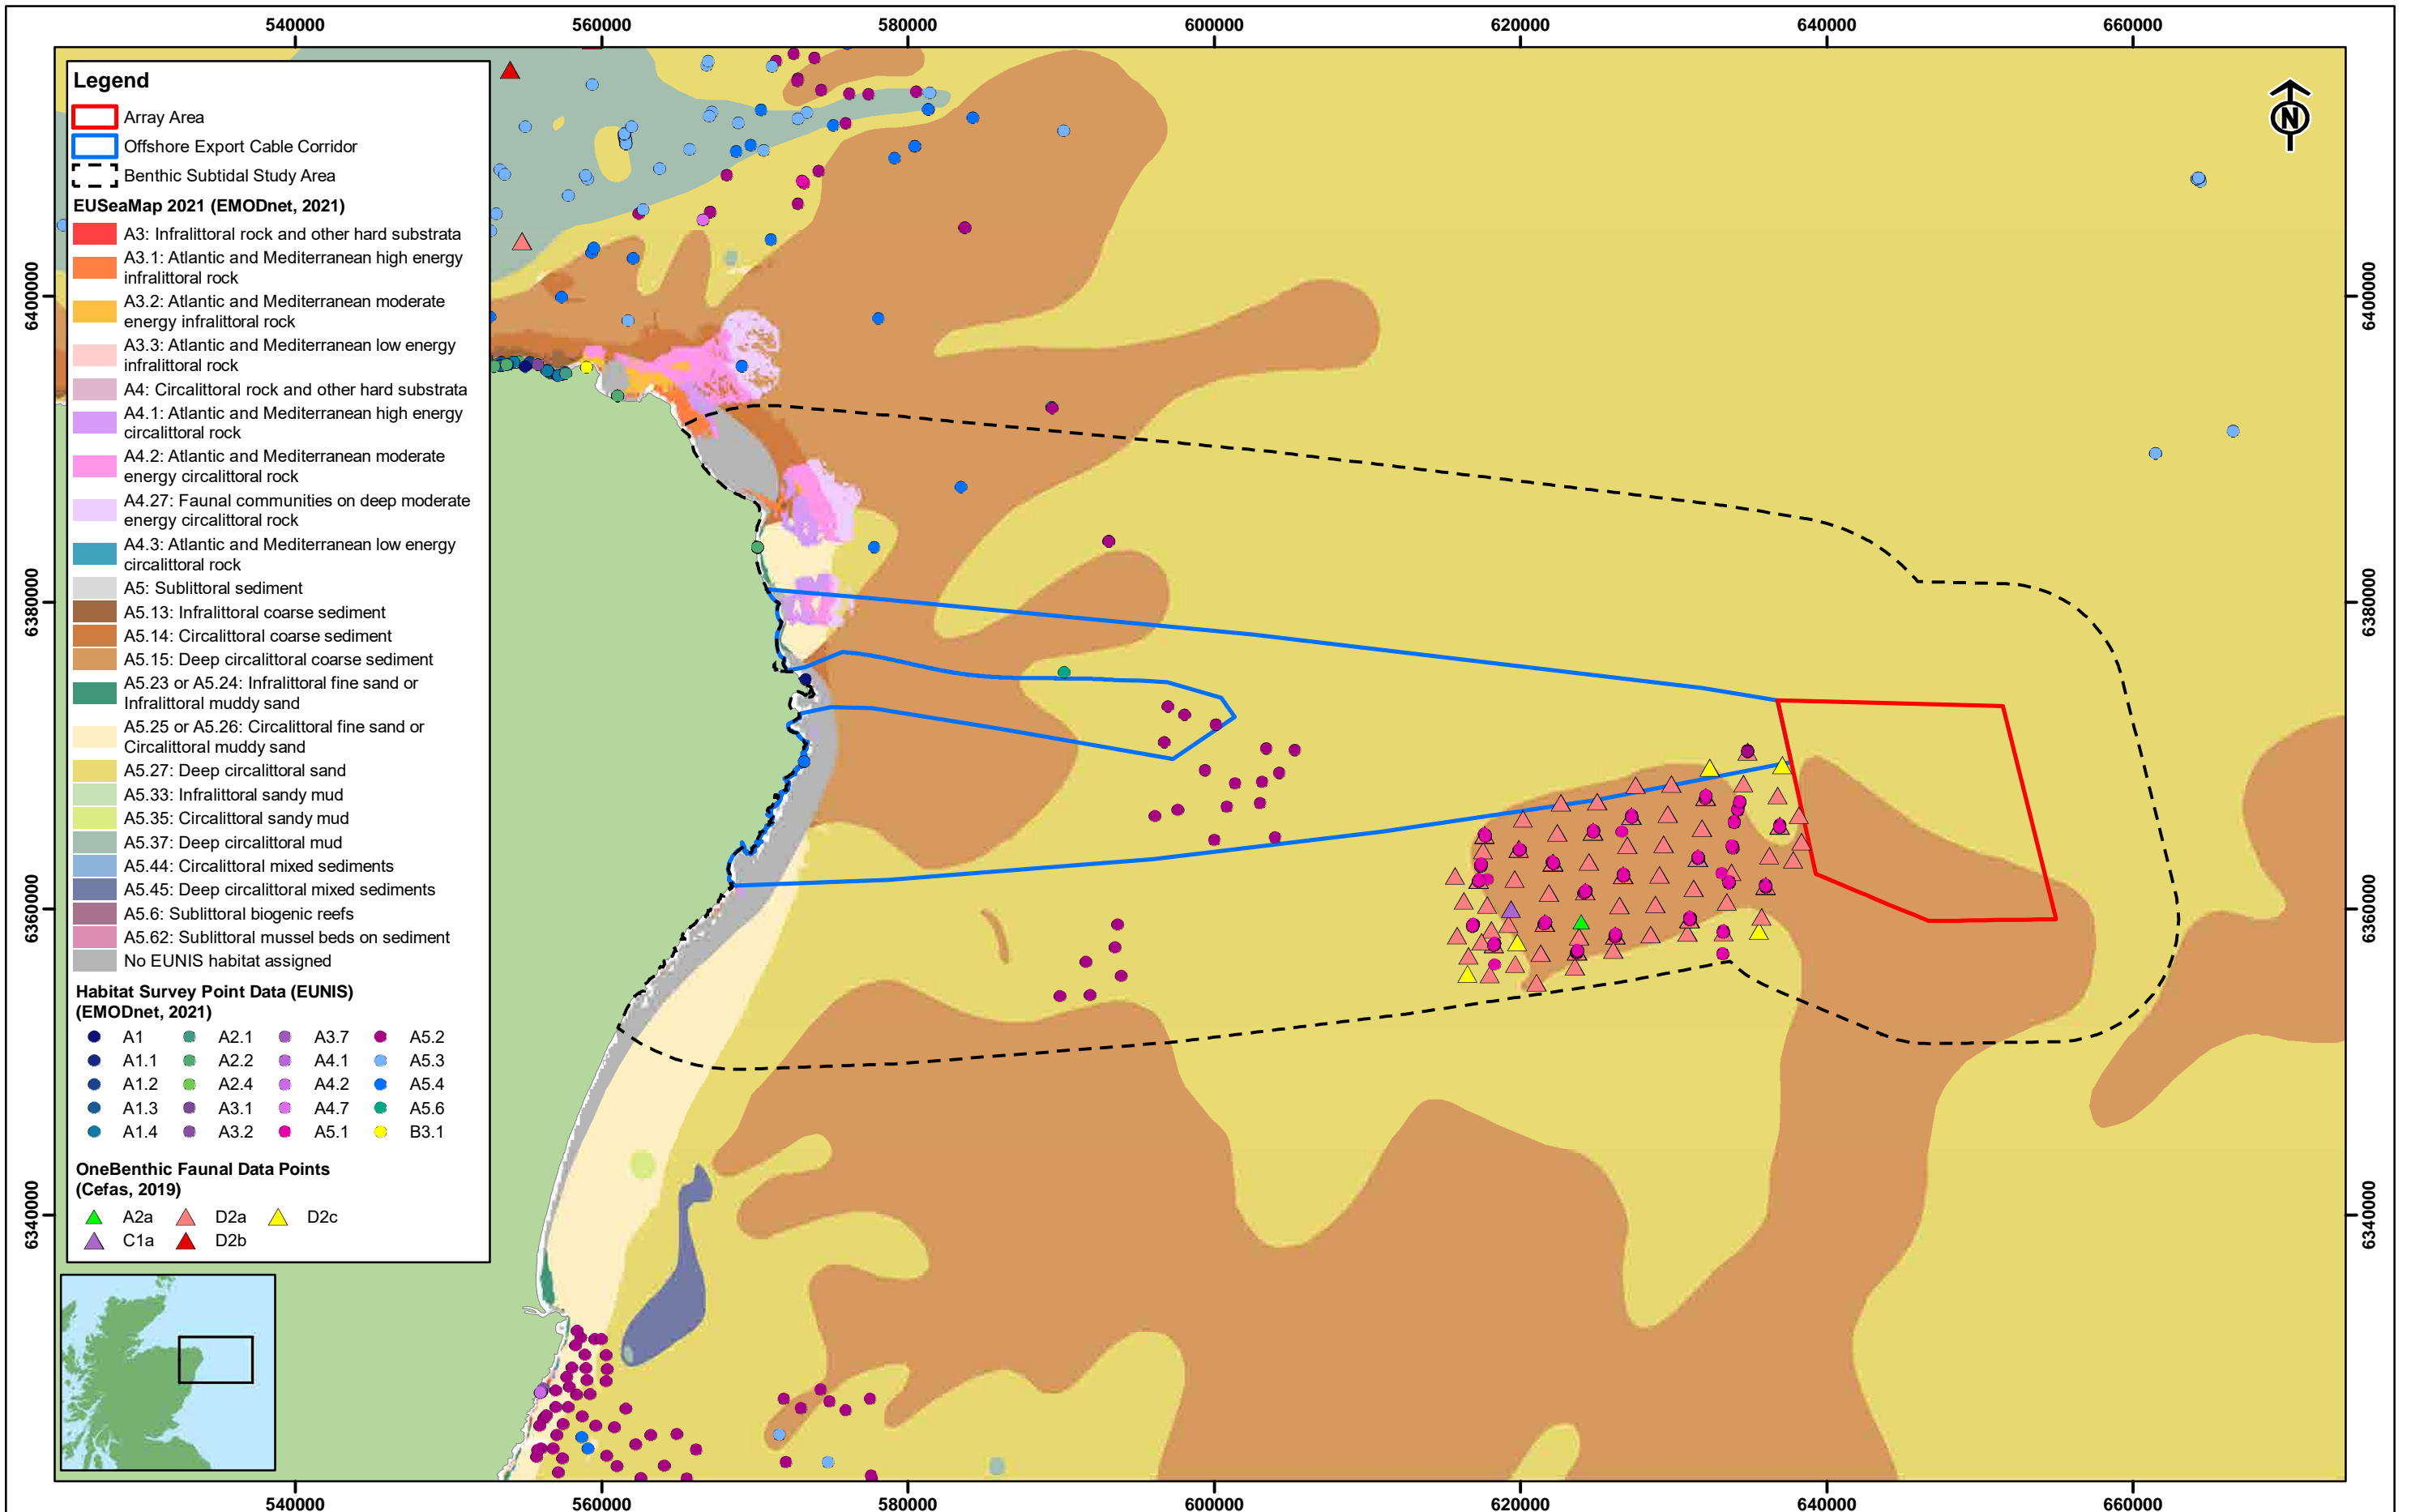 540000 560000 580000 600000 620000 640000 660000
N
Legend
Array Area
Offshore Export Cable Corridor
Benthic Subtidal Study Area
EUSeaMap 2021 (EMODnet, 2021)
A3: Infralittoral rock and other hard substrata
A3.1: Atlantic and Mediterranean high energy
infralittoral rock
A3.2: Atlantic and Mediterranean moderate
energy infralittoral rock
A3.3: Atlantic and Mediterranean low energy
infralittoral rock
A4: Circalittoral rock and other hard substrata
A4.1: Atlantic and Mediterranean high energy
circalittoral rock
A4.2: Atlantic and Mediterranean moderate
energy circalittoral rock
A4.27: Faunal communities on deep moderate
energy circalittoral rock
A4.3: Atlantic and Mediterranean low energy
circalittoral rock
A5: Sublittoral sediment
A5.13: Infralittoral coarse sediment
A5.14: Circalittoral coarse sediment
A5.15: Deep circalittoral coarse sediment
A5.23 or A5.24: Infralittoral fine sand or
Infralittoral muddy sand
A5.25 or A5.26: Circalittoral fine sand or
Circalittoral muddy sand
A5.27: Deep circalittoral sand
A5.33: Infralittoral sandy mud
A5.35: Circalittoral sandy mud
A5.37: Deep circalittoral mud
A5.44: Circalittoral mixed sediments
A5.45: Deep circalittoral mixed sediments
A5.6: Sublittoral biogenic reefs
A5.62: Sublittoral mussel beds on sediment
No EUNIS habitat assigned
Habitat Survey Point Data (EUNIS)
(EMODnet, 2021)
A1 A2.1 A3.7 A5.2
A1.1 A2.2 A4.1 A5.3
A1.2 A2.4 A4.2 A5.4
A1.3 A3.1 A4.7 A5.6
A1.4 A3.2 A5.1 B3.1
OneBenthic Faunal Data Points
(Cefas, 2019)
A2a D2a D2c
C1a D2b
6400000 6400000
6380000 6380000
6360000 6360000
6340000 6340000
540000 560000 580000 600000 620000 640000 660000